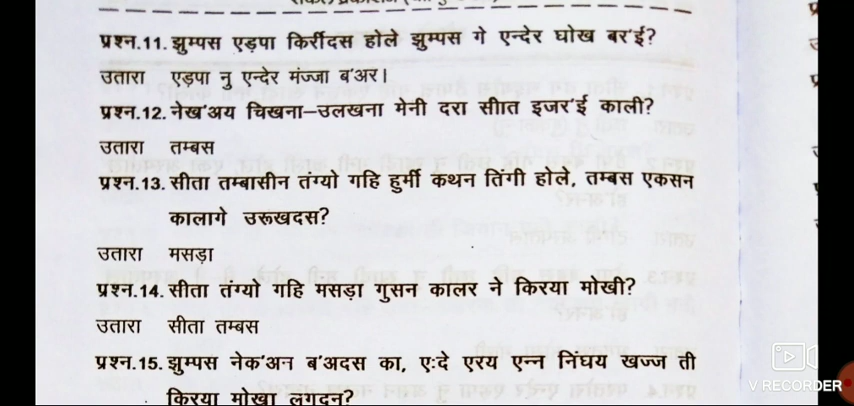 प्रश्न.11. झुम्पस एड़पा किर्रीदस होले झुम्पस गे एन्देर घोख बर'ई?
उतारा एड़पा नु एन्देर मंज्जा ब'अर।
प्रश्न.12. नेख'अय चिखना–उलखना मेनी दरा सीात इजर'ई काली?
उतारा तम्बस
प्रश्न.13. सीता तम्बासीन तंग्यो गहि हुर्मी कथन तिंगी होले, तम्बस एकसन
कालागे उरूखदस?
उतारा मसड़ा
प्रश्न.14. सीता तंग्यो गहि मसड़ा गुसन कालर ने किरया मोखी?
उतारा सीता तम्बस
प्रश्न.15. झुम्पस नेक'अन ब'अदस का, ए:दे एरय एन्न निंघय खज्ज ती
किरया मोखा लगदन?
V RECORDER